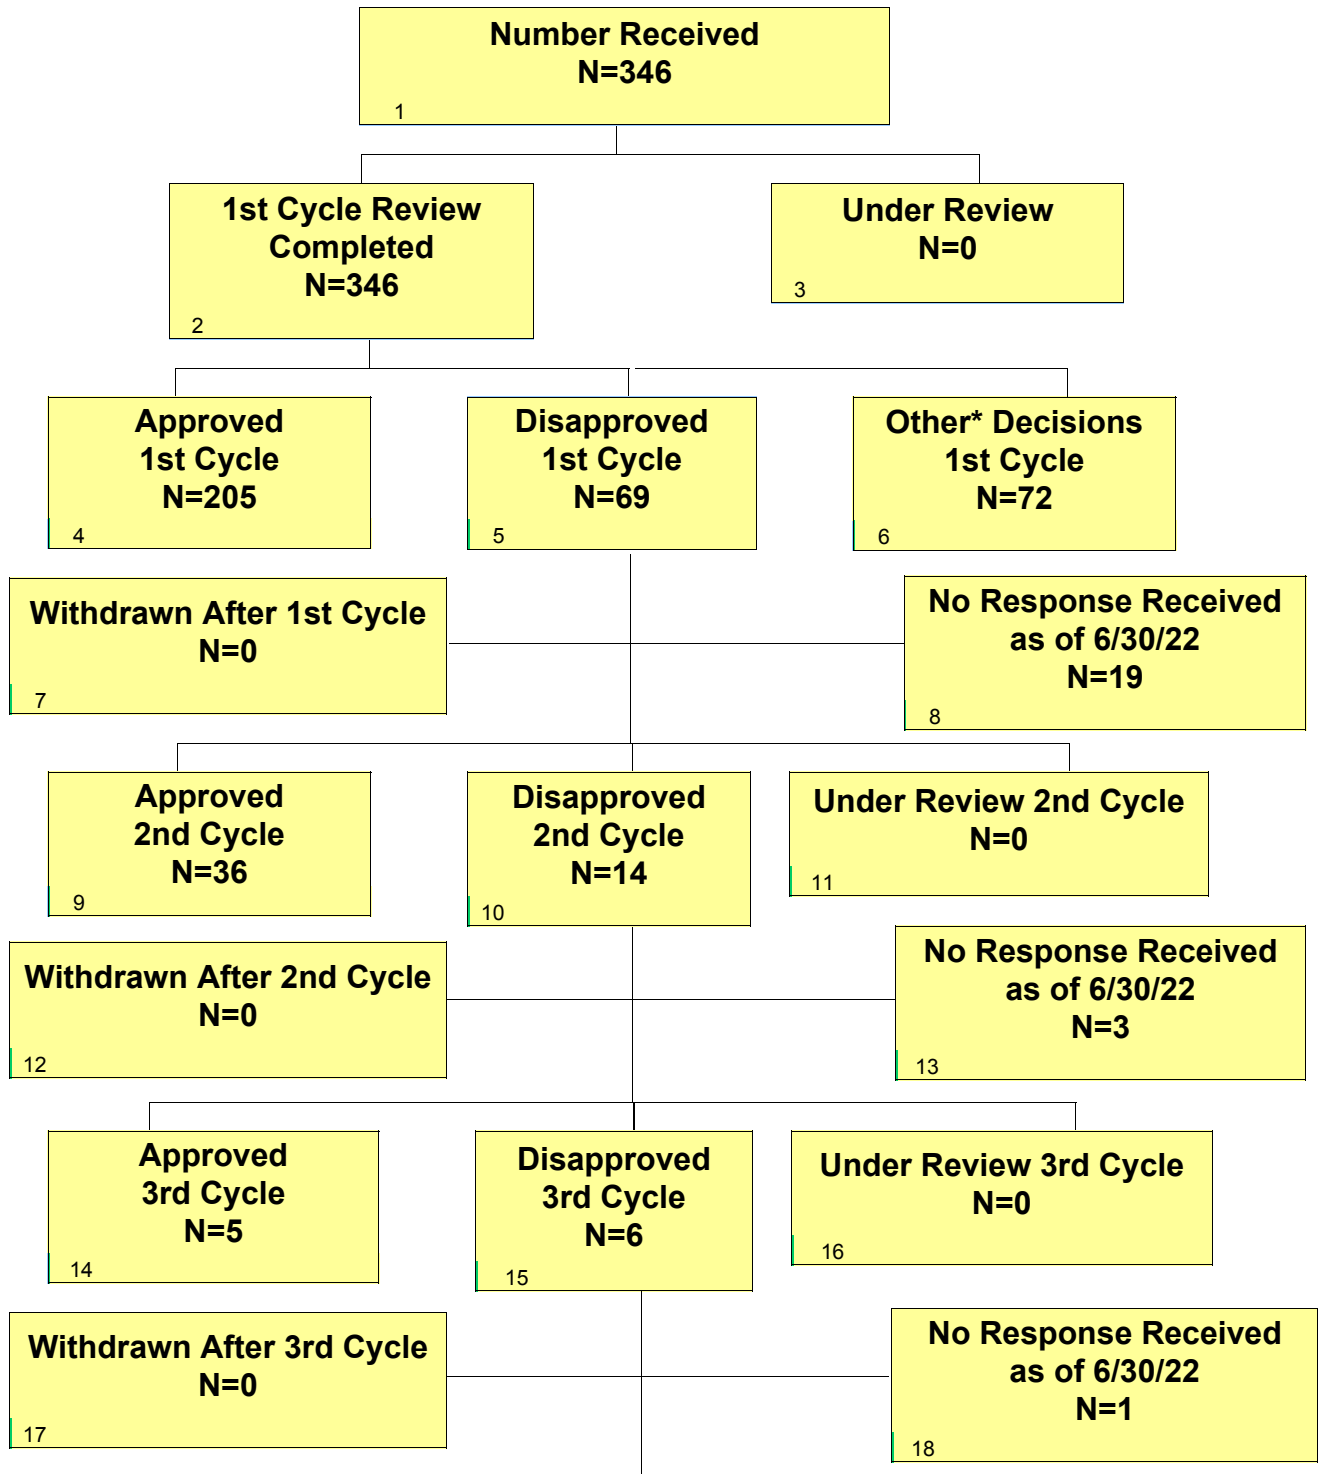 Number Received
N=346
1
1st Cycle Review
Completed
N=346
2
Under Review
N=0
3
Approved
1st Cycle
N=205
4
Disapproved
1st Cycle
N=69
5
Other* Decisions
1st Cycle
N=72
6
Withdrawn After 1st Cycle
N=0
7
No Response Received
as of 6/30/22
N=19
8
Approved
2nd Cycle
N=36
9
Disapproved
2nd Cycle
N=14
10
Under Review 2nd Cycle
N=0
11
Withdrawn After 2nd Cycle
N=0
12
No Response Received
as of 6/30/22
N=3
13
Approved
3rd Cycle
N=5
14
Disapproved
3rd Cycle
N=6
15
Under Review 3rd Cycle
N=0
16
Withdrawn After 3rd Cycle
N=0
17
No Response Received
as of 6/30/22
N=1
18